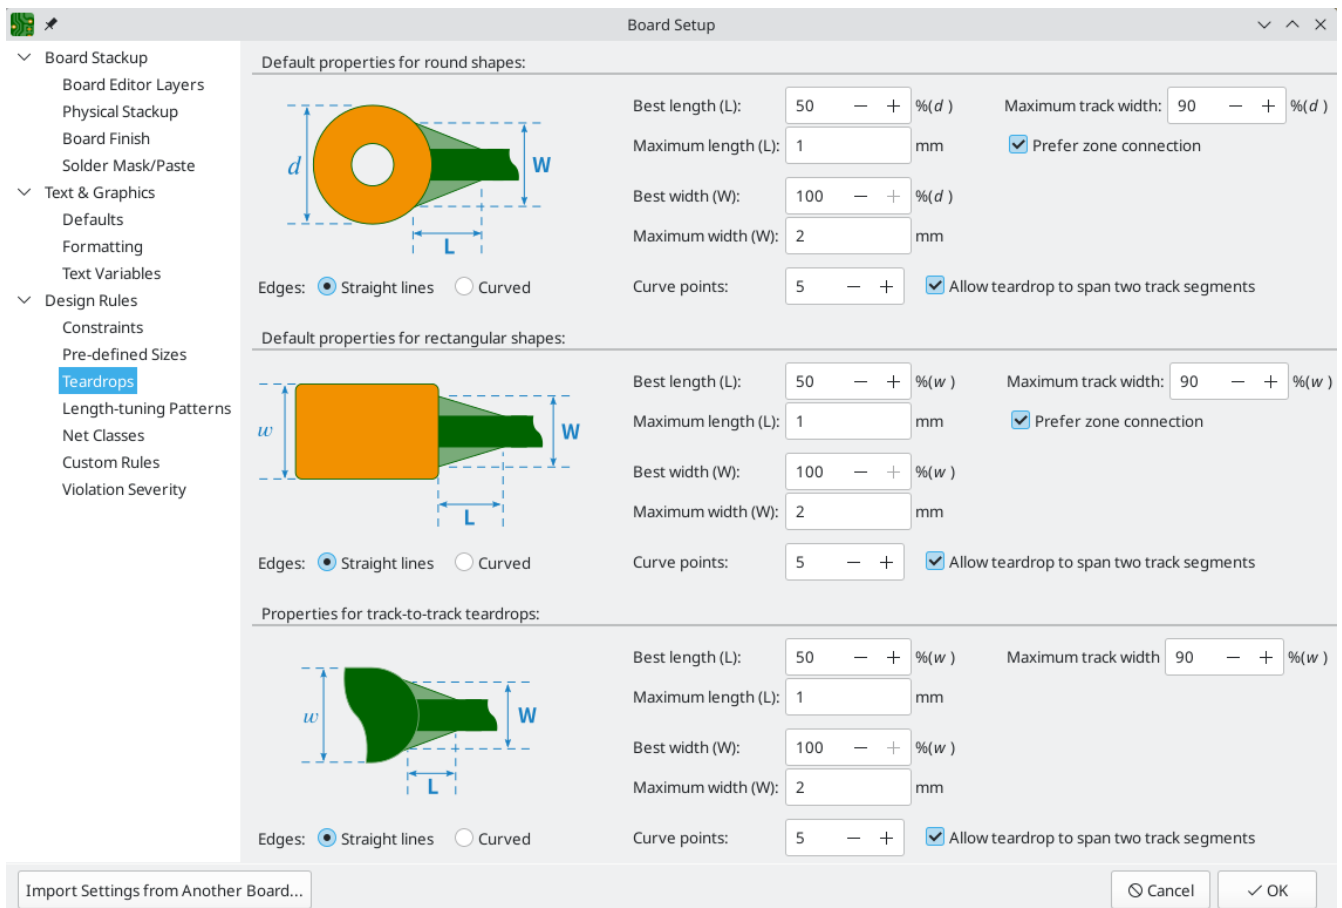 Board Setup
Board Stackup
Board Editor Layers
Physical Stackup
Board Finish
Solder Mask/Paste
Text & Graphics
Defaults
Formatting
Text Variables
Design Rules
Constraints
Pre-defined Sizes
Teardrops
Length-tuning Patterns
Net Classes
Custom Rules
Violation Severity
Default properties for round shapes:
d
W
L
Best length (L): 50 − + %(d ) Maximum track width: 90 − + %(d )
Maximum length (L): 1 mm Prefer zone connection
Best width (W): 100 − + %(d )
Maximum width (W): 2 mm
Edges: Straight lines Curved Curve points: 5 − + Allow teardrop to span two track segments
Default properties for rectangular shapes:
w
W
L
Best length (L): 50 − + %(w ) Maximum track width: 90 − + %(w )
Maximum length (L): 1 mm Prefer zone connection
Best width (W): 100 − + %(w )
Maximum width (W): 2 mm
Edges: Straight lines Curved Curve points: 5 − + Allow teardrop to span two track segments
Properties for track-to-track teardrops:
w
W
L
Best length (L): 50 − + %(w ) Maximum track width 90 − + %(w )
Maximum length (L): 1 mm
Best width (W): 100 − + %(w )
Maximum width (W): 2 mm
Edges: Straight lines Curved Curve points: 5 − + Allow teardrop to span two track segments
Import Settings from Another Board... Cancel OK